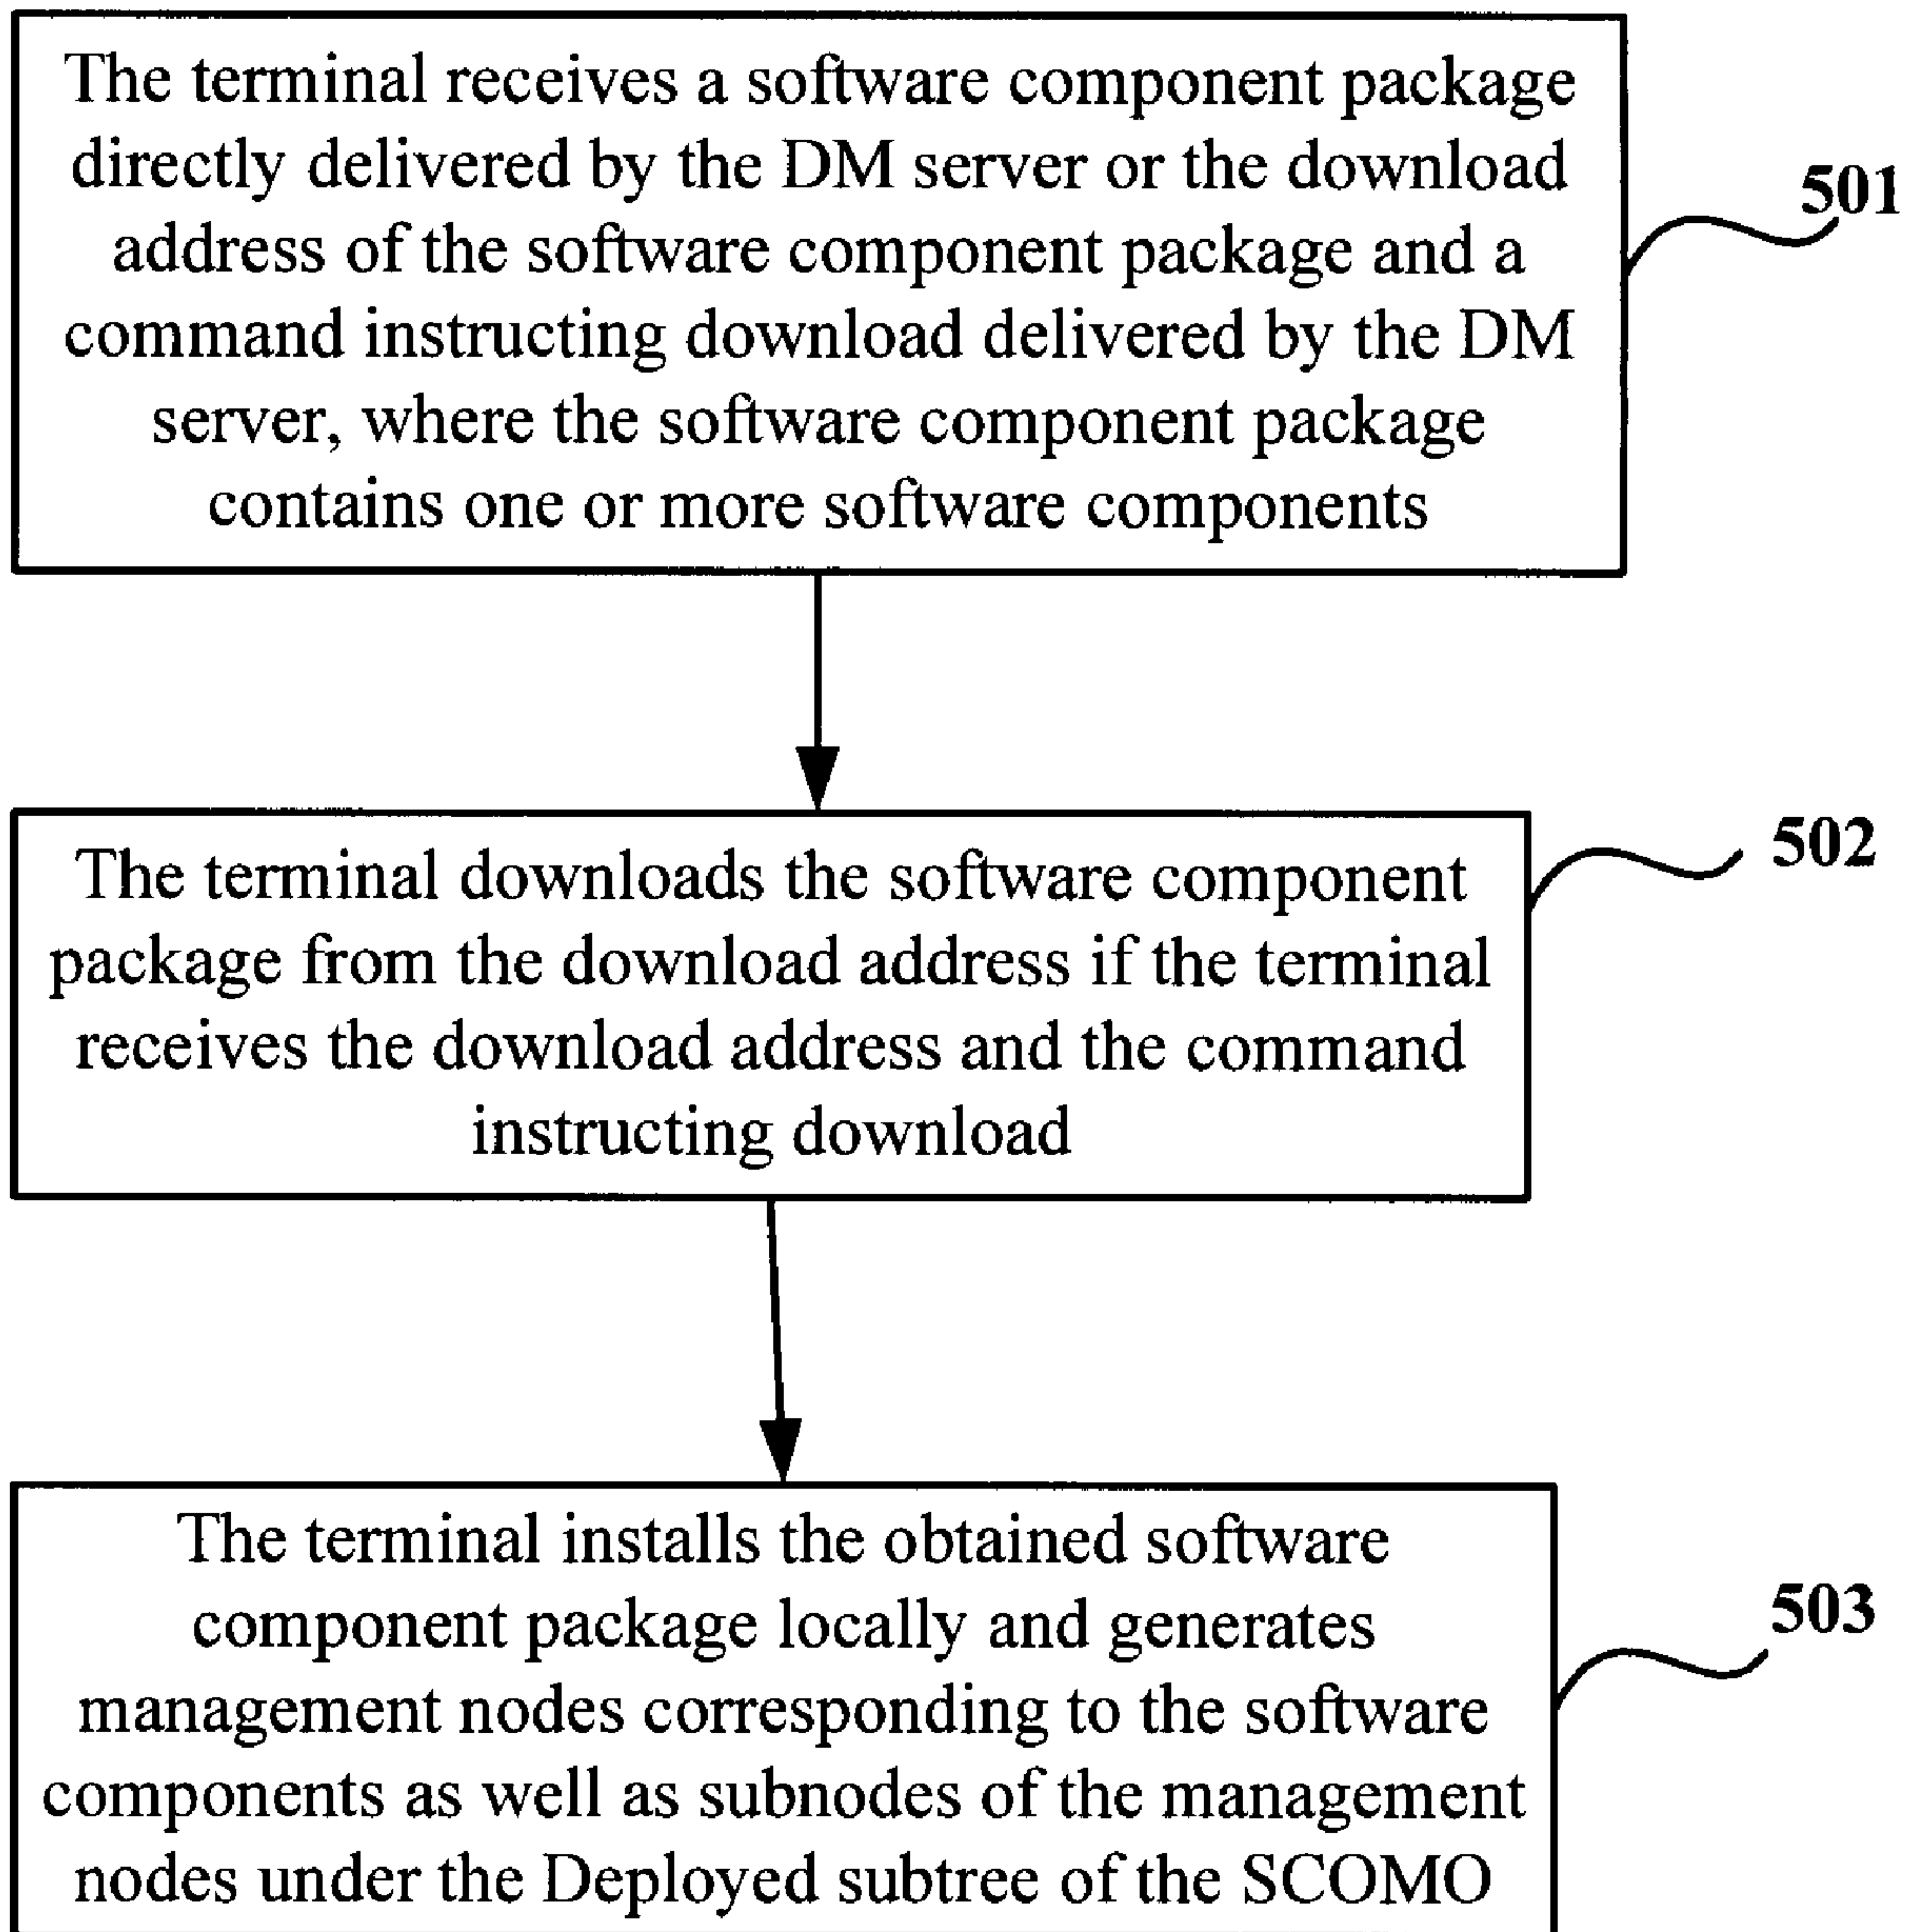 The terminal receives a software component package
directly delivered by the DM server or the download
address of the software component package and a
command instructing download delivered by the DM
server, where the software component package
contains one or more software components
501
The terminal downloads the software component
package from the download address if the terminal
receives the download address and the command
instructing download
502
The terminal installs the obtained software
component package locally and generates
management nodes corresponding to the software
components as well as subnodes of the management
nodes under the Deployed subtree of the SCOMO
503